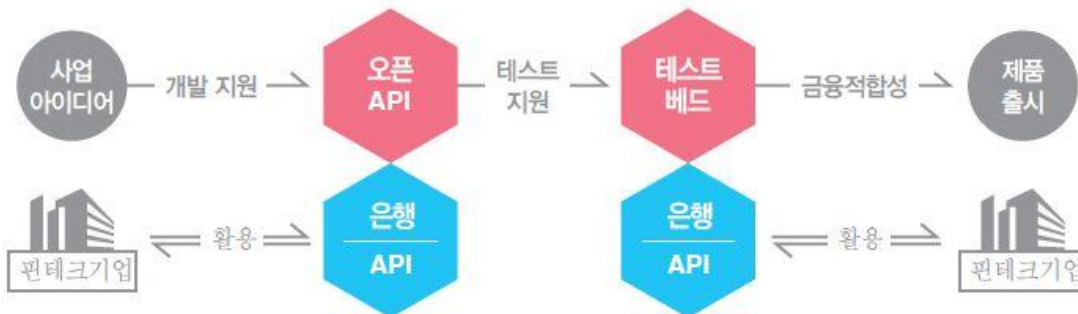 사업
아이디어
개발 지원
오픈
API
테스트
지원
테스트
베드
금융적합성
제품
출시
핀테크기업
활용
은행
API
은행
API
활용
핀테크기업